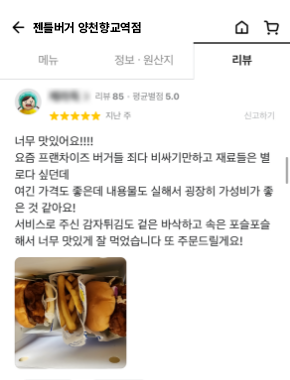 젠틀버거 양천향교역점
메뉴 정보·원산지 리뷰
리뷰 85 · 평균별점 5.0
★★★★★ 지난 주 신고하기
너무 맛있어요!!!!
요즘 프랜차이즈 버거들 죄다 비싸기만하고 재료들은 별
로다 싶던데
여긴 가격도 좋은데 내용물도 실해서 굉장히 가성비가 좋
은 것 같아요!
서비스로 주신 감자튀김도 겉은 바삭하고 속은 포슬포슬
해서 너무 맛있게 잘 먹었습니다 또 주문드릴게요!